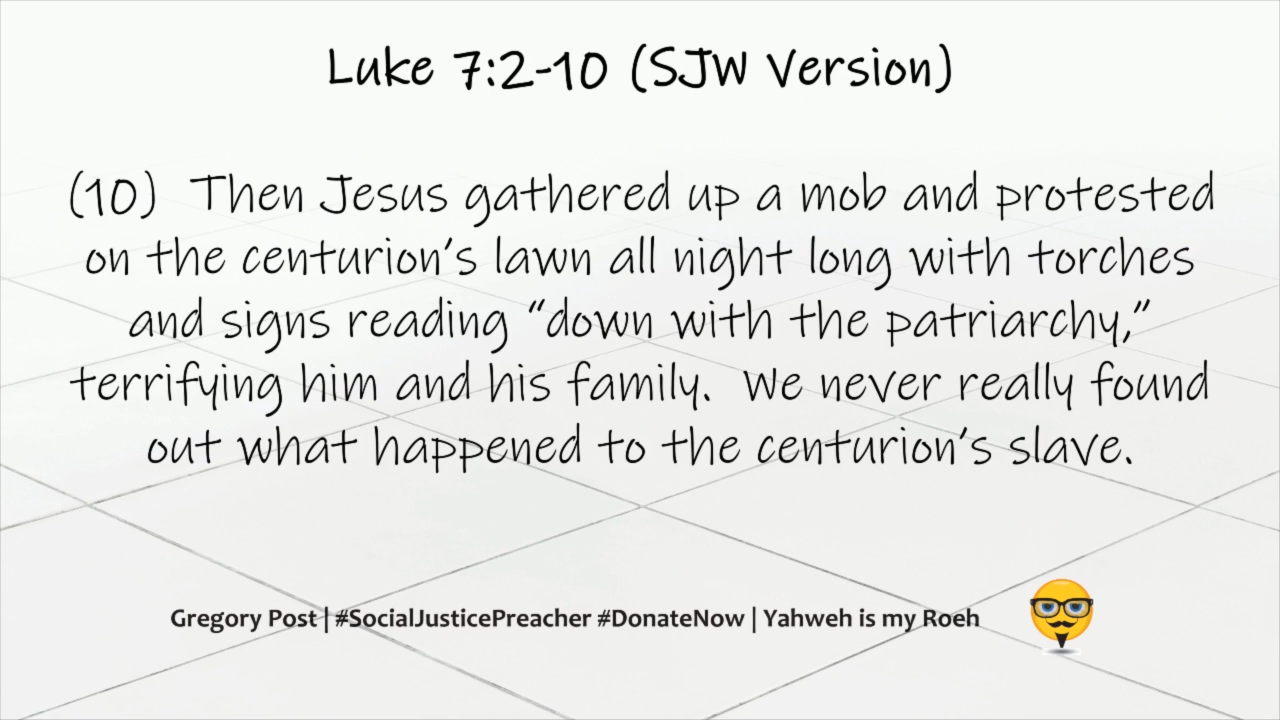 Luke 7:2-10 (SJW Version)
(10) Then Jesus gathered up a mob and protested
on the centurion’s lawn all night long with torches
and signs reading “down with the patriarchy,”
terrifying him and his family. We never really found
out what happened to the centurion’s slave.
Gregory Post | #SocialJusticePreacher #DonateNow | Yahweh is my Roeh